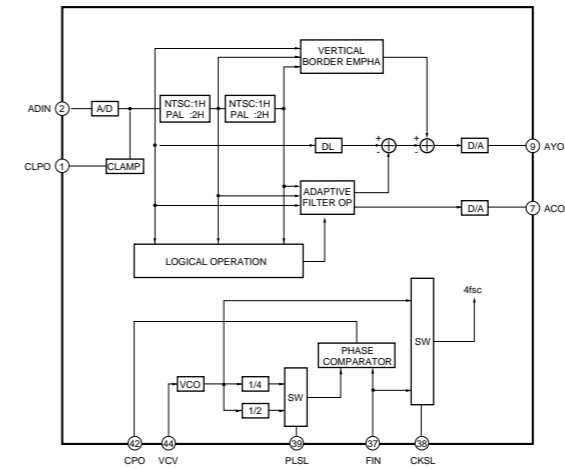 VERTICAL
BORDER EMPHA
ADIN 2 A/D
NTSC:1H
PAL :2H
NTSC:1H
PAL :2H
CLPO 1 CLAMP
DL + - + - D/A 9 AYO
ADAPTIVE
FILTER OP
D/A 7 ACO
LOGICAL OPERATION
4fsc
SW
PHASE
COMPARATOR
VCO 1/4
SW
1/2
42 44 39 37 38
CPO VCV PLSL FIN CKSL